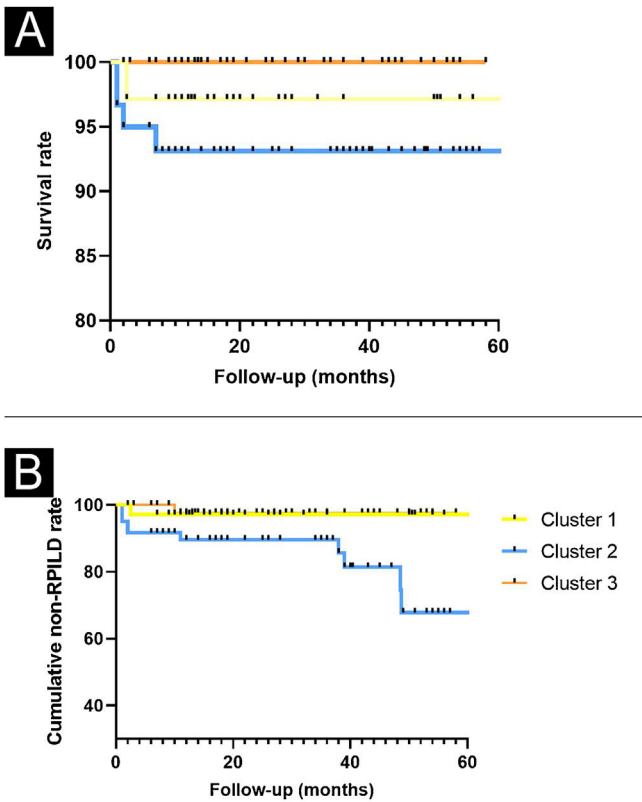 A
Survival rate
100
95
90
85
80
0 20 40 60
Follow-up (months)
B
Cumulative non-RPILD rate
100
80
60
40
0 20 40 60
Follow-up (months)
Cluster 1
Cluster 2
Cluster 3